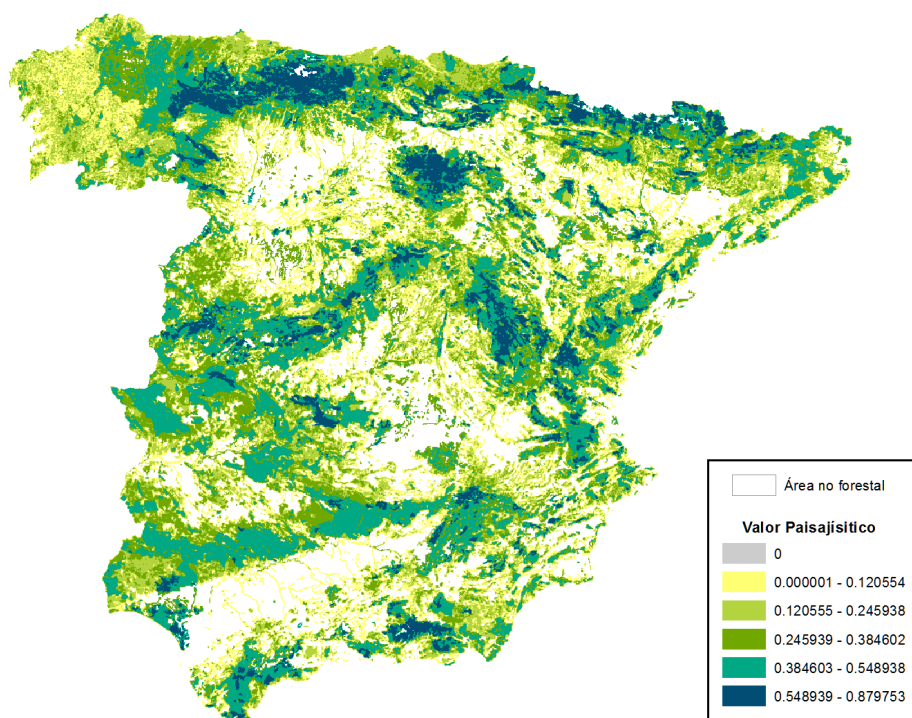 Área no forestal
Valor Paisajísitico
0
0.000001 - 0.120554
0.120555 - 0.245938
0.245939 - 0.384602
0.384603 - 0.548938
0.548939 - 0.879753